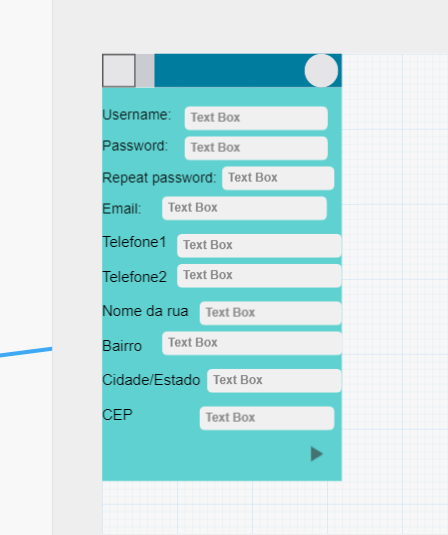 Username: Text Box
Password: Text Box
Repeat password: Text Box
Email: Text Box
Telefone1 Text Box
Telefone2 Text Box
Nome da rua Text Box
Bairro Text Box
Cidade/Estado Text Box
CEP Text Box